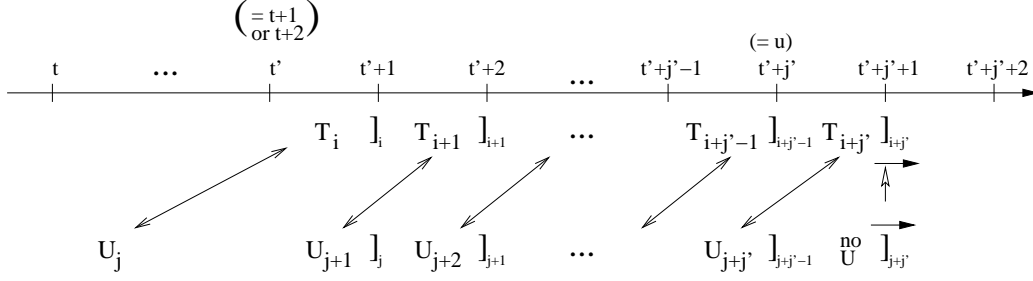 ( = t+1
or t+2 )
(= u)
t ... t' t'+1 t'+2 ... t'+j'−1 t'+j' t'+j'+1 t'+j'+2
T_i ]_i T_{i+1} ]_{i+1} ... T_{i+j'−1} ]_{i+j'−1} T_{i+j'} ]_{i+j'}
U_j U_{j+1} ]_j U_{j+2} ]_{j+1} ... U_{j+j'} ]_{j+j'−1} no U ]_{j+j'}